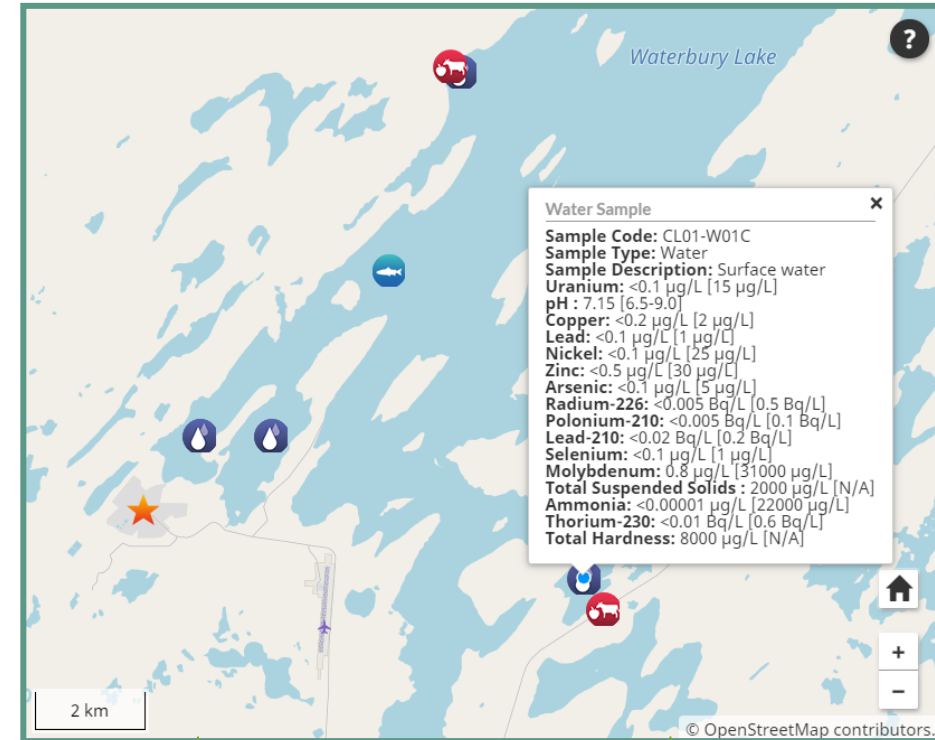 ?
Waterbury Lake
Water Sample ×
Sample Code: CL01-W01C
Sample Type: Water
Sample Description: Surface water
Uranium: <0.1 µg/L [15 µg/L]
pH : 7.15 [6.5-9.0]
Copper: <0.2 µg/L [2 µg/L]
Lead: <0.1 µg/L [1 µg/L]
Nickel: <0.1 µg/L [25 µg/L]
Zinc: <0.5 µg/L [30 µg/L]
Arsenic: <0.1 µg/L [5 µg/L]
Radium-226: <0.005 Bq/L [0.5 Bq/L]
Polonium-210: <0.005 Bq/L [0.1 Bq/L]
Lead-210: <0.02 Bq/L [0.2 Bq/L]
Selenium: <0.1 µg/L [1 µg/L]
Molybdenum: 0.8 µg/L [31000 µg/L]
Total Suspended Solids : 2000 µg/L [N/A]
Ammonia: <0.00001 µg/L [22000 µg/L]
Thorium-230: <0.01 Bq/L [0.6 Bq/L]
Total Hardness: 8000 µg/L [N/A]
+
−
2 km
© OpenStreetMap contributors.